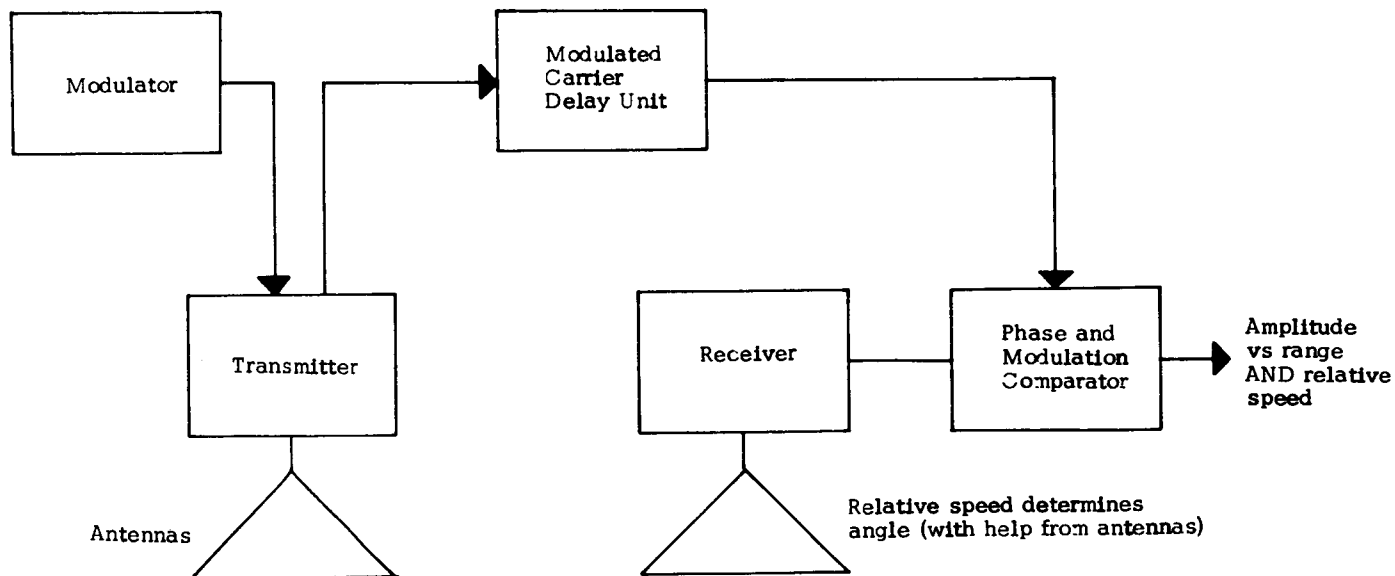 Modulator
Modulated
Carrier
Delay Unit
Transmitter
Receiver
Phase and
Modulation
Comparator
Amplitude
vs range
AND relative
speed
Antennas
Relative speed determines
angle (with help from antennas)